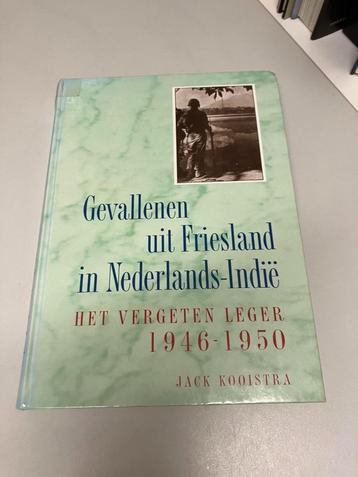 Gevallenen
uit Friesland
in Nederlands-Indië
HET VERGETEN LEGER
1946-1950
JACK KOOISTRA